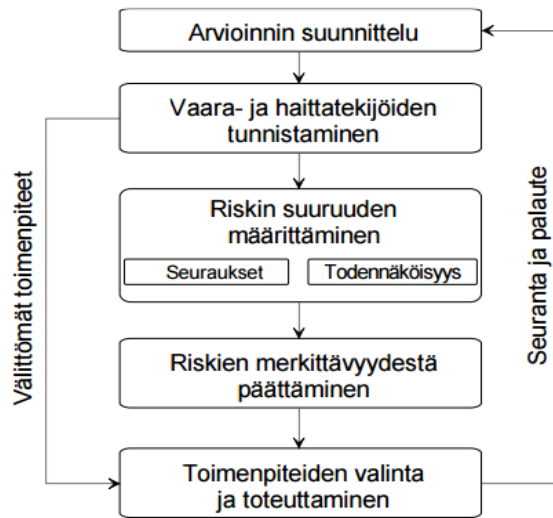 Arvioinnin suunnittelu
Vaara- ja haittatekijöiden
tunnistaminen
Riskin suuruuden
määrittäminen
Seuraukset
Todennäköisyys
Riskien merkittävyydestä
päättäminen
Toimenpiteiden valinta
ja toteuttaminen
Välittömät toimenpiteet
Seuranta ja palaute